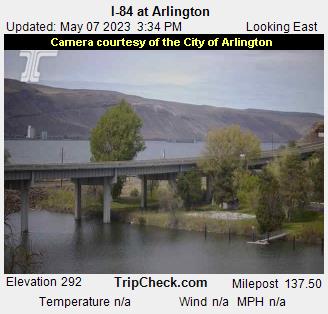 I-84 at Arlington
Updated: May 07 2023 3:34 PM Looking East
Camera courtesy of the City of Arlington
Elevation 292 TripCheck.com Milepost 137.50
Temperature n/a Wind n/a MPH n/a